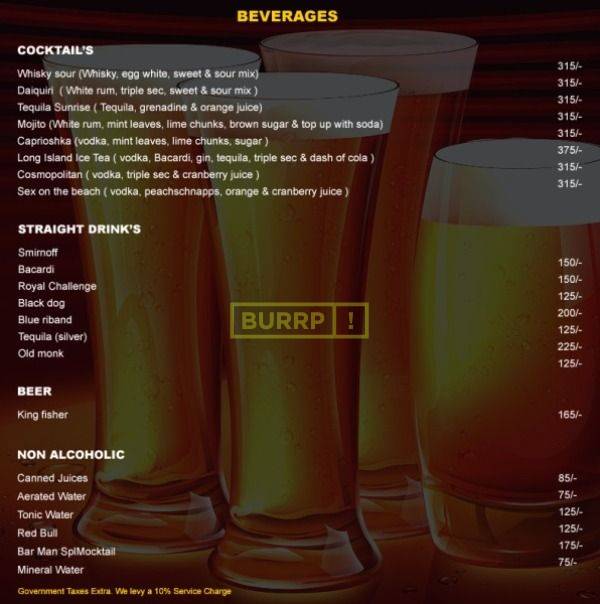 BEVERAGES
COCKTAIL'S
Whisky sour (Whisky, egg white, sweet & sour mix) 315/-
Daiquiri ( White rum, triple sec, sweet & sour mix ) 315/-
Tequila Sunrise ( Tequila, grenadine & orange juice) 315/-
Mojito (White rum, mint leaves, lime chunks, brown sugar & top up with soda) 315/-
Caprioshka (vodka, mint leaves, lime chunks, sugar ) 315/-
Long Island Ice Tea ( vodka, Bacardi, gin, tequila, triple sec & dash of cola ) 375/-
Cosmopolitan ( vodka, triple sec & cranberry juice ) 315/-
Sex on the beach ( vodka, peachschnapps, orange & cranberry juice ) 315/-
STRAIGHT DRINK'S
Smirnoff 150/-
Bacardi 150/-
Royal Challenge 125/-
Black dog 200/-
Blue riband 125/-
Tequila (silver) 225/-
Old monk 125/-
BURRP !
BEER
King fisher 165/-
NON ALCOHOLIC
Canned Juices 85/-
Aerated Water 75/-
Tonic Water 125/-
Red Bull 125/-
Bar Man SplMocktail 175/-
Mineral Water 75/-
Government Taxes Extra. We levy a 10% Service Charge